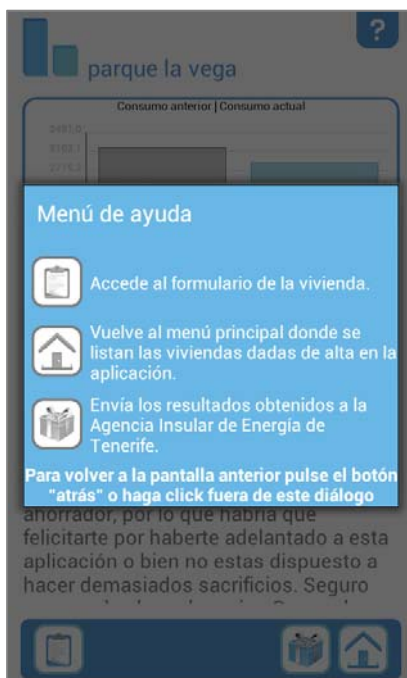 ?
parque la vega
Consumo anterior | Consumo actual
Menú de ayuda
Accede al formulario de la vivienda.
Vuelve al menú principal donde se
listan las viviendas dadas de alta en la
aplicación.
Envía los resultados obtenidos a la
Agencia Insular de Energía de
Tenerife.
Para volver a la pantalla anterior pulse el botón
"atrás" o haga click fuera de este diálogo
ahorrador, por lo que habría que
felicitarte por haberte adelantado a esta
aplicación o bien no estas dispuesto a
hacer demasiados sacrificios. Seguro